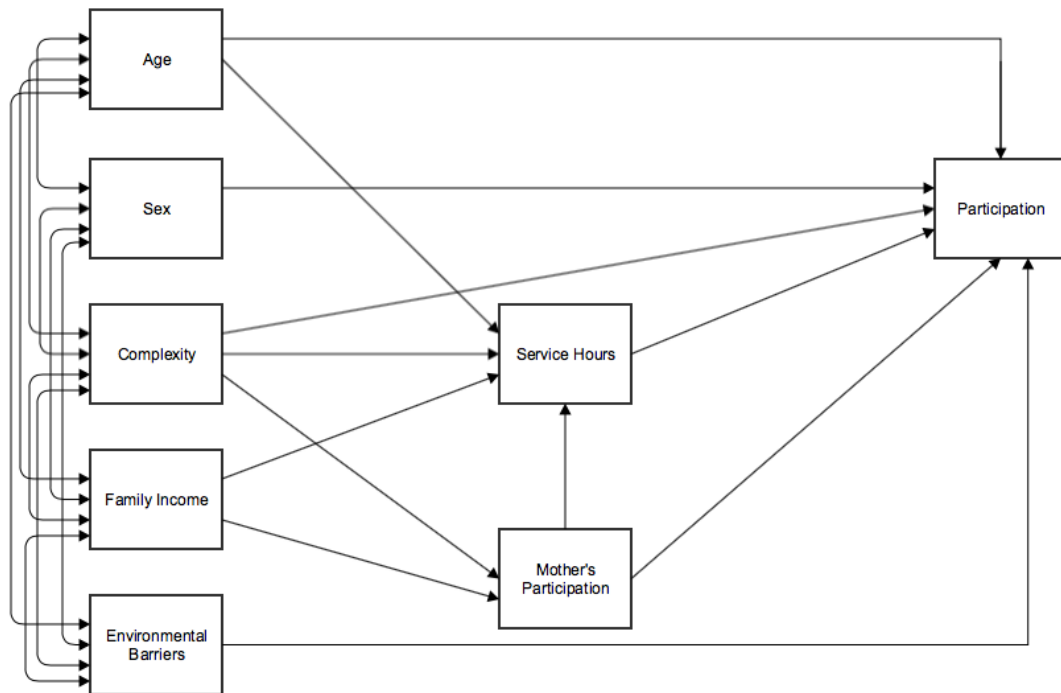 Age
Sex
Participation
Complexity
Service Hours
Family Income
Mother's
Participation
Environmental
Barriers